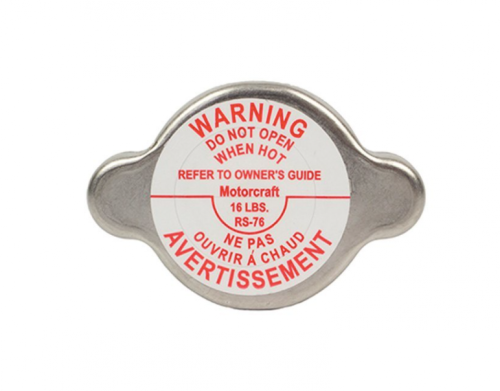 WARNING
DO NOT OPEN
WHEN HOT
REFER TO OWNER'S GUIDE
Motorcraft
16 LBS.
RS-76
NE PAS
OUVRIR Á CHAUD
AVERTISSEMENT